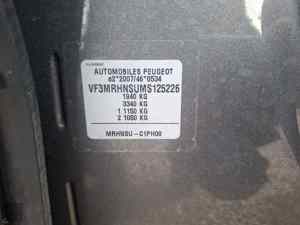 AUTOMOBILES PEUGEOT
e2*2007/46*0534
VF3MRHNSUMS125226
1940 KG
3340 KG
1 1150 KG
2 1080 KG
MRHNSU-C1PH00